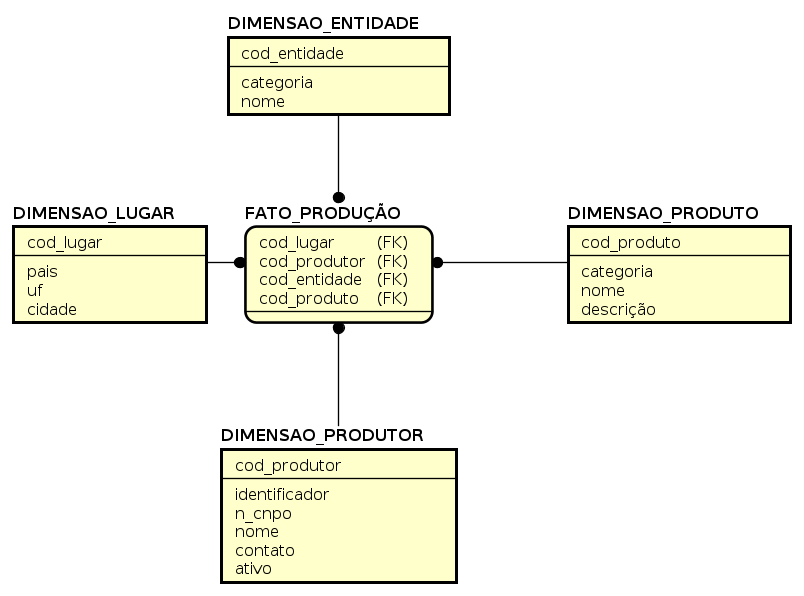 DIMENSAO_ENTIDADE
cod_entidade
categoria
nome
DIMENSAO_LUGAR
cod_lugar
pais
uf
cidade
FATO_PRODUÇÃO
cod_lugar (FK)
cod_produtor (FK)
cod_entidade (FK)
cod_produto (FK)
DIMENSAO_PRODUTO
cod_produto
categoria
nome
descrição
DIMENSAO_PRODUTOR
cod_produtor
identificador
n_cnpo
nome
contato
ativo